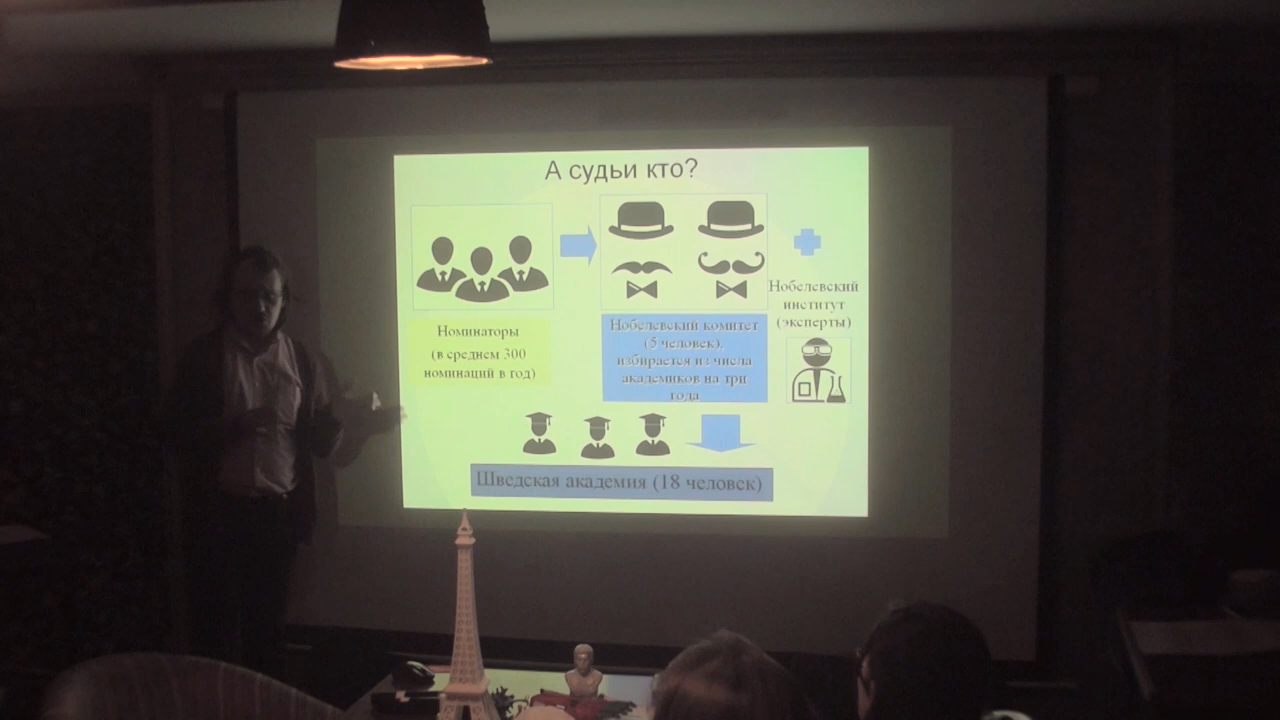 А судьи кто?
Номинаторы
(в среднем 300
номинаций в год)
Нобелевский комитет
(5 человек),
избирается из числа
академиков на три
года
Нобелевский
институт
(эксперты)
Шведская академия (18 человек)